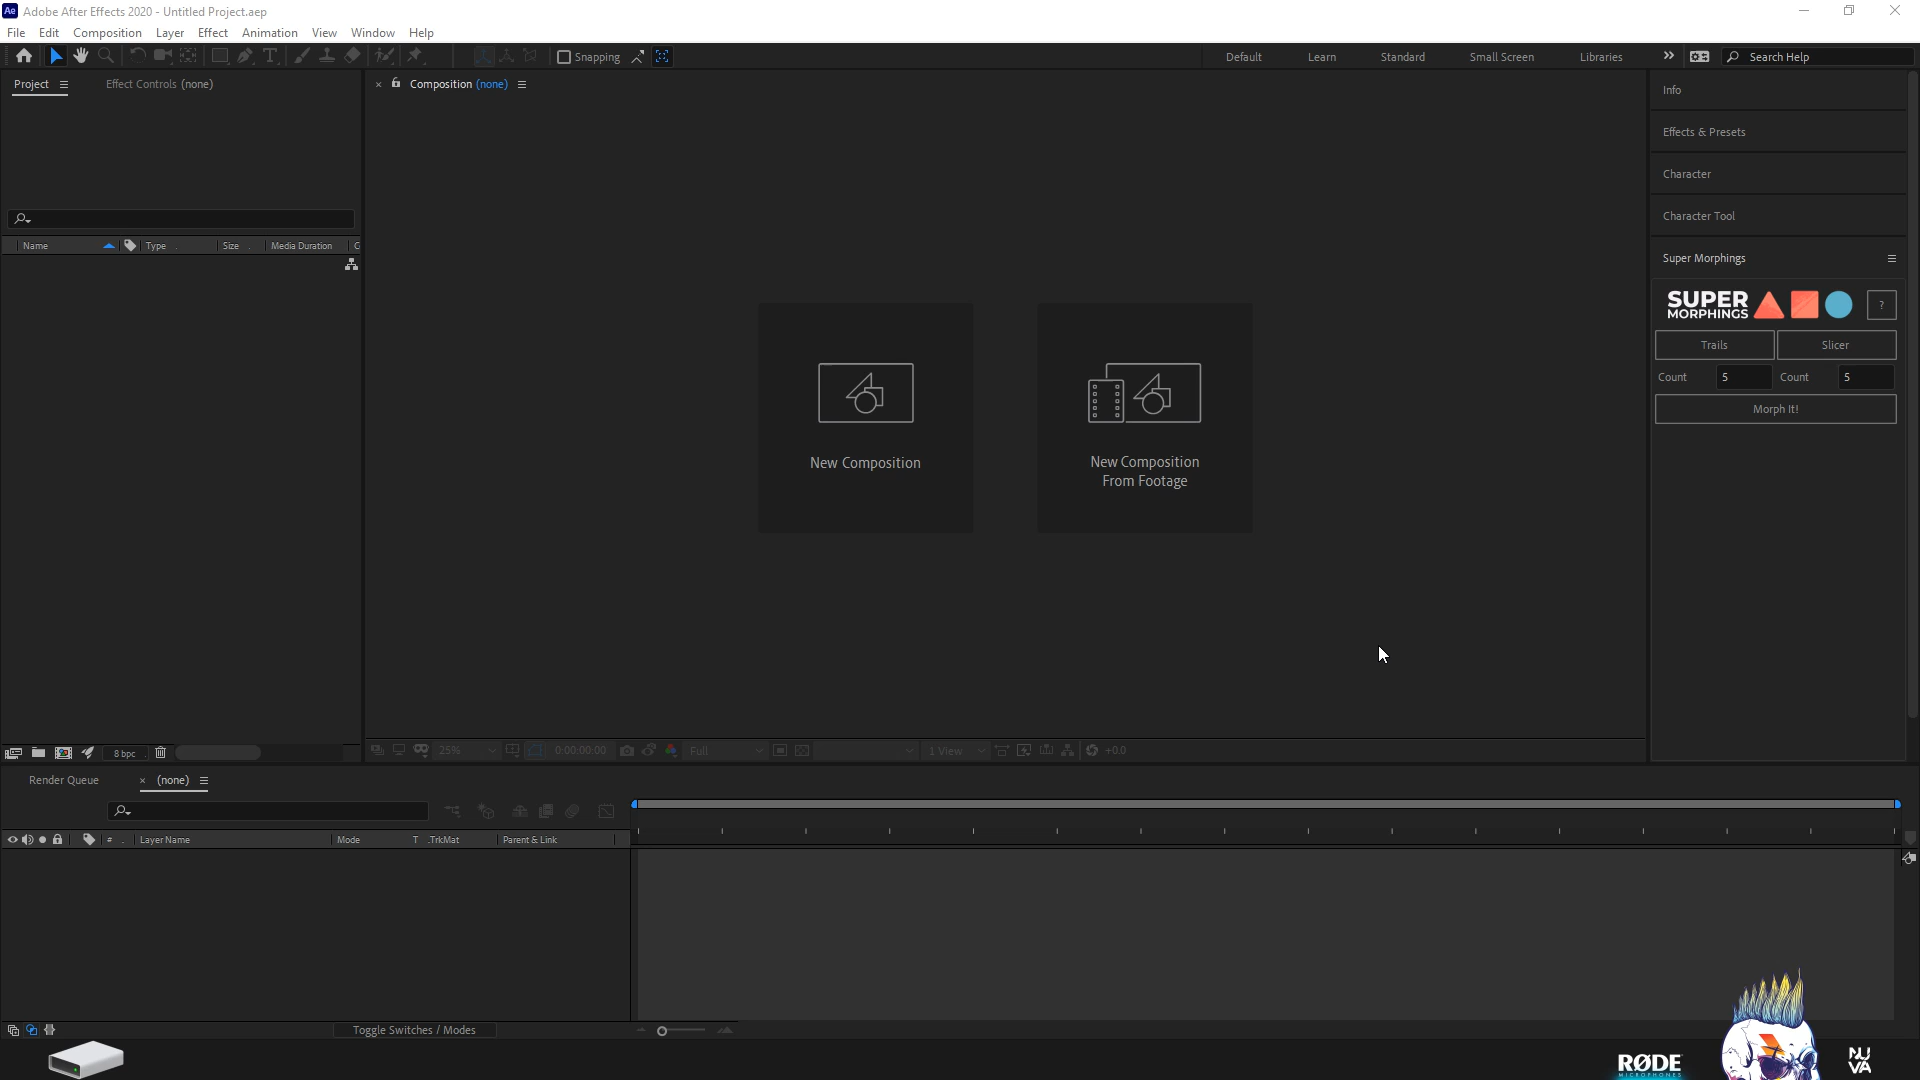 Ae Adobe After Effects 2020 - Untitled Project.aep
File Edit Composition Layer Effect Animation View Window Help
Snapping Default Learn Standard Small Screen Libraries » Search Help
Project Effect Controls (none) × Composition (none)
Info
Effects & Presets
Character
Character Tool
Name Type Size Media Duration
Super Morphings
SUPER
MORPHINGS ?
Trails Slicer
Count 5 Count 5
Morph It!
New Composition
New Composition
From Footage
8 bpc 25% 0:00:00:00 Full 1 View +0.0
Render Queue × (none)
# Layer Name Mode T .TrkMat Parent & Link
Toggle Switches / Modes
RØDE
MICROPHONES
NU
VA